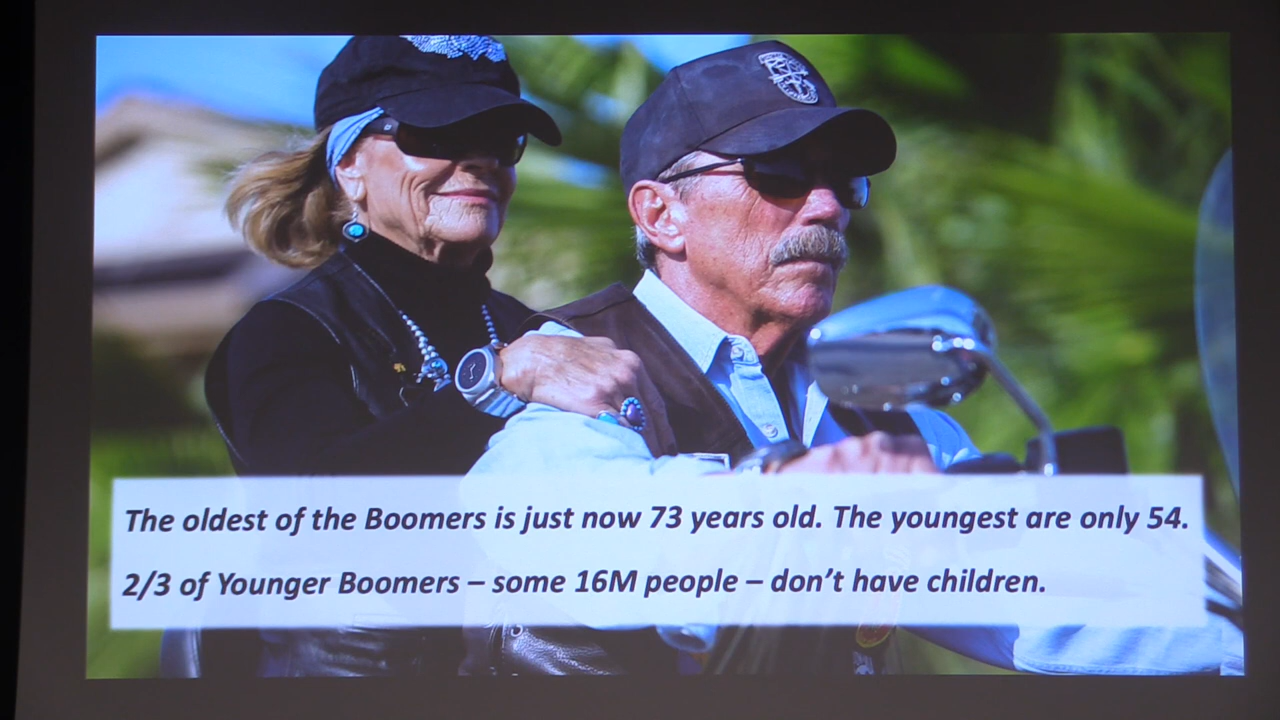 The oldest of the Boomers is just now 73 years old. The youngest are only 54.
2/3 of Younger Boomers – some 16M people – don’t have children.